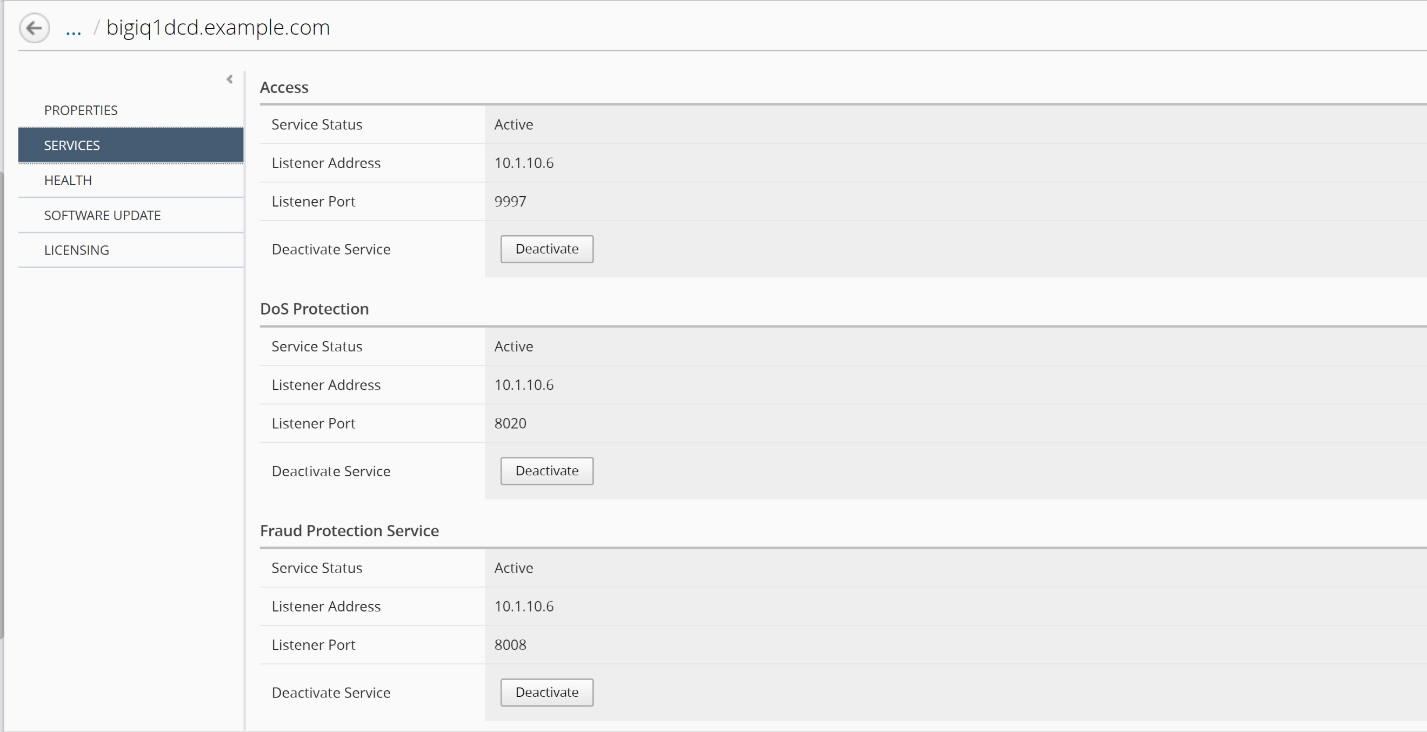 ... / bigiq1dcd.example.com
PROPERTIES
SERVICES
HEALTH
SOFTWARE UPDATE
LICENSING
Access
Service Status Active
Listener Address 10.1.10.6
Listener Port 9997
Deactivate Service Deactivate
DoS Protection
Service Status Active
Listener Address 10.1.10.6
Listener Port 8020
Deactivate Service Deactivate
Fraud Protection Service
Service Status Active
Listener Address 10.1.10.6
Listener Port 8008
Deactivate Service Deactivate